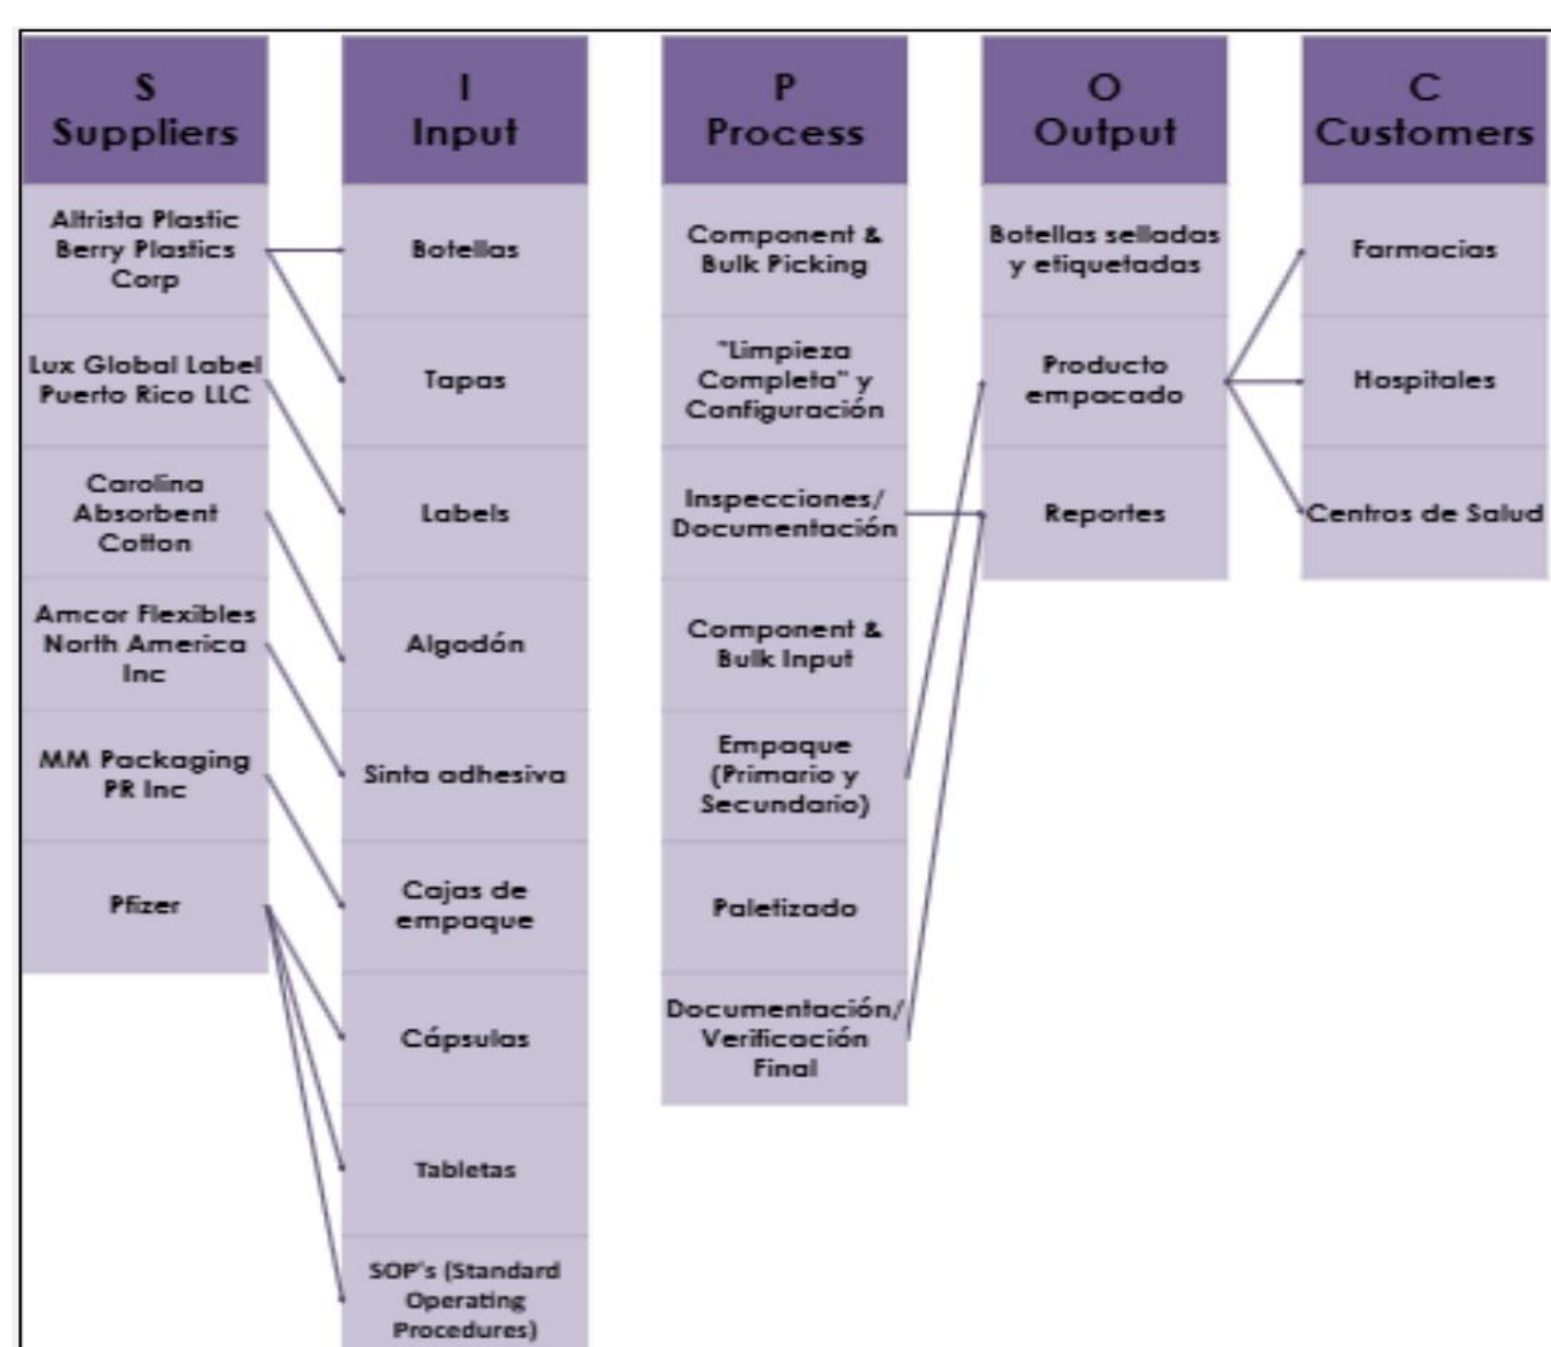 S
Suppliers
Altrista Plastic
Berry Plastics
Corp
Lux Global Label
Puerto Rico LLC
Carolina
Absorbent
Cotton
Amcor Flexibles
North America
Inc
MM Packaging
PR Inc
Pfizer
I
Input
Botellas
Tapas
Labels
Algodón
Sinta adhesiva
Cajas de
empaque
Cápsulas
Tabletas
SOP's (Standard
Operating
Procedures)
P
Process
Component &
Bulk Picking
"Limpieza
Completa" y
Configuración
Inspecciones/
Documentación
Component &
Bulk Input
Empaque
(Primario y
Secundario)
Paletizado
Documentación/
Verificación
Final
O
Output
Botellas selladas
y etiquetadas
Producto
empacado
Reportes
C
Customers
Farmacias
Hospitales
Centros de Salud